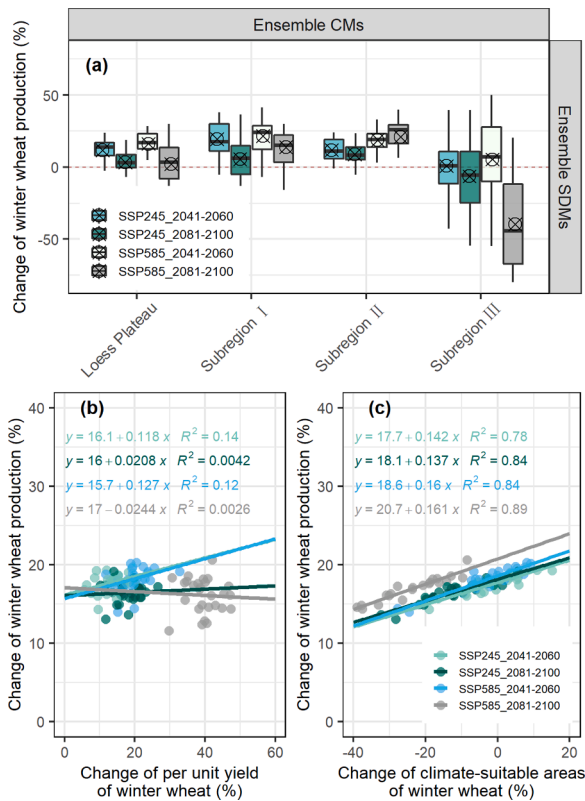 Ensemble CMs
(a)
Change of winter wheat production (%)
50
0
-50
Ensemble SDMs
SSP245_2041-2060
SSP245_2081-2100
SSP585_2041-2060
SSP585_2081-2100
Loess Plateau
Subregion Ⅰ
Subregion II
Subregion III
(b)
Change of winter wheat production (%)
40
30
20
10
0
y = 16.1 + 0.118 x R² = 0.14
y = 16 + 0.0208 x R² = 0.0042
y = 15.7 + 0.127 x R² = 0.12
y = 17 − 0.0244 x R² = 0.0026
0 20 40 60
Change of per unit yield
of winter wheat (%)
(c)
Change of winter wheat production (%)
40
30
20
10
0
y = 17.7 + 0.142 x R² = 0.78
y = 18.1 + 0.137 x R² = 0.84
y = 18.6 + 0.16 x R² = 0.84
y = 20.7 + 0.161 x R² = 0.89
SSP245_2041-2060
SSP245_2081-2100
SSP585_2041-2060
SSP585_2081-2100
-40 -20 0 20
Change of climate-suitable areas
of winter wheat (%)